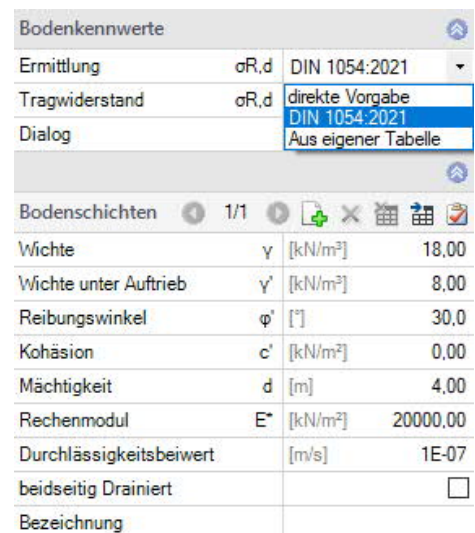 Bodenkennwerte
Ermittlung σR,d DIN 1054:2021
Tragwiderstand σR,d direkte Vorgabe
DIN 1054:2021
Dialog Aus eigener Tabelle
Bodenschichten 1/1
Wichte γ [kN/m³] 18,00
Wichte unter Auftrieb γ' [kN/m³] 8,00
Reibungswinkel φ' [°] 30,0
Kohäsion c' [kN/m²] 0,00
Mächtigkeit d [m] 4,00
Rechenmodul E* [kN/m²] 20000,00
Durchlässigkeitsbeiwert [m/s] 1E-07
beidseitig Drainiert
Bezeichnung